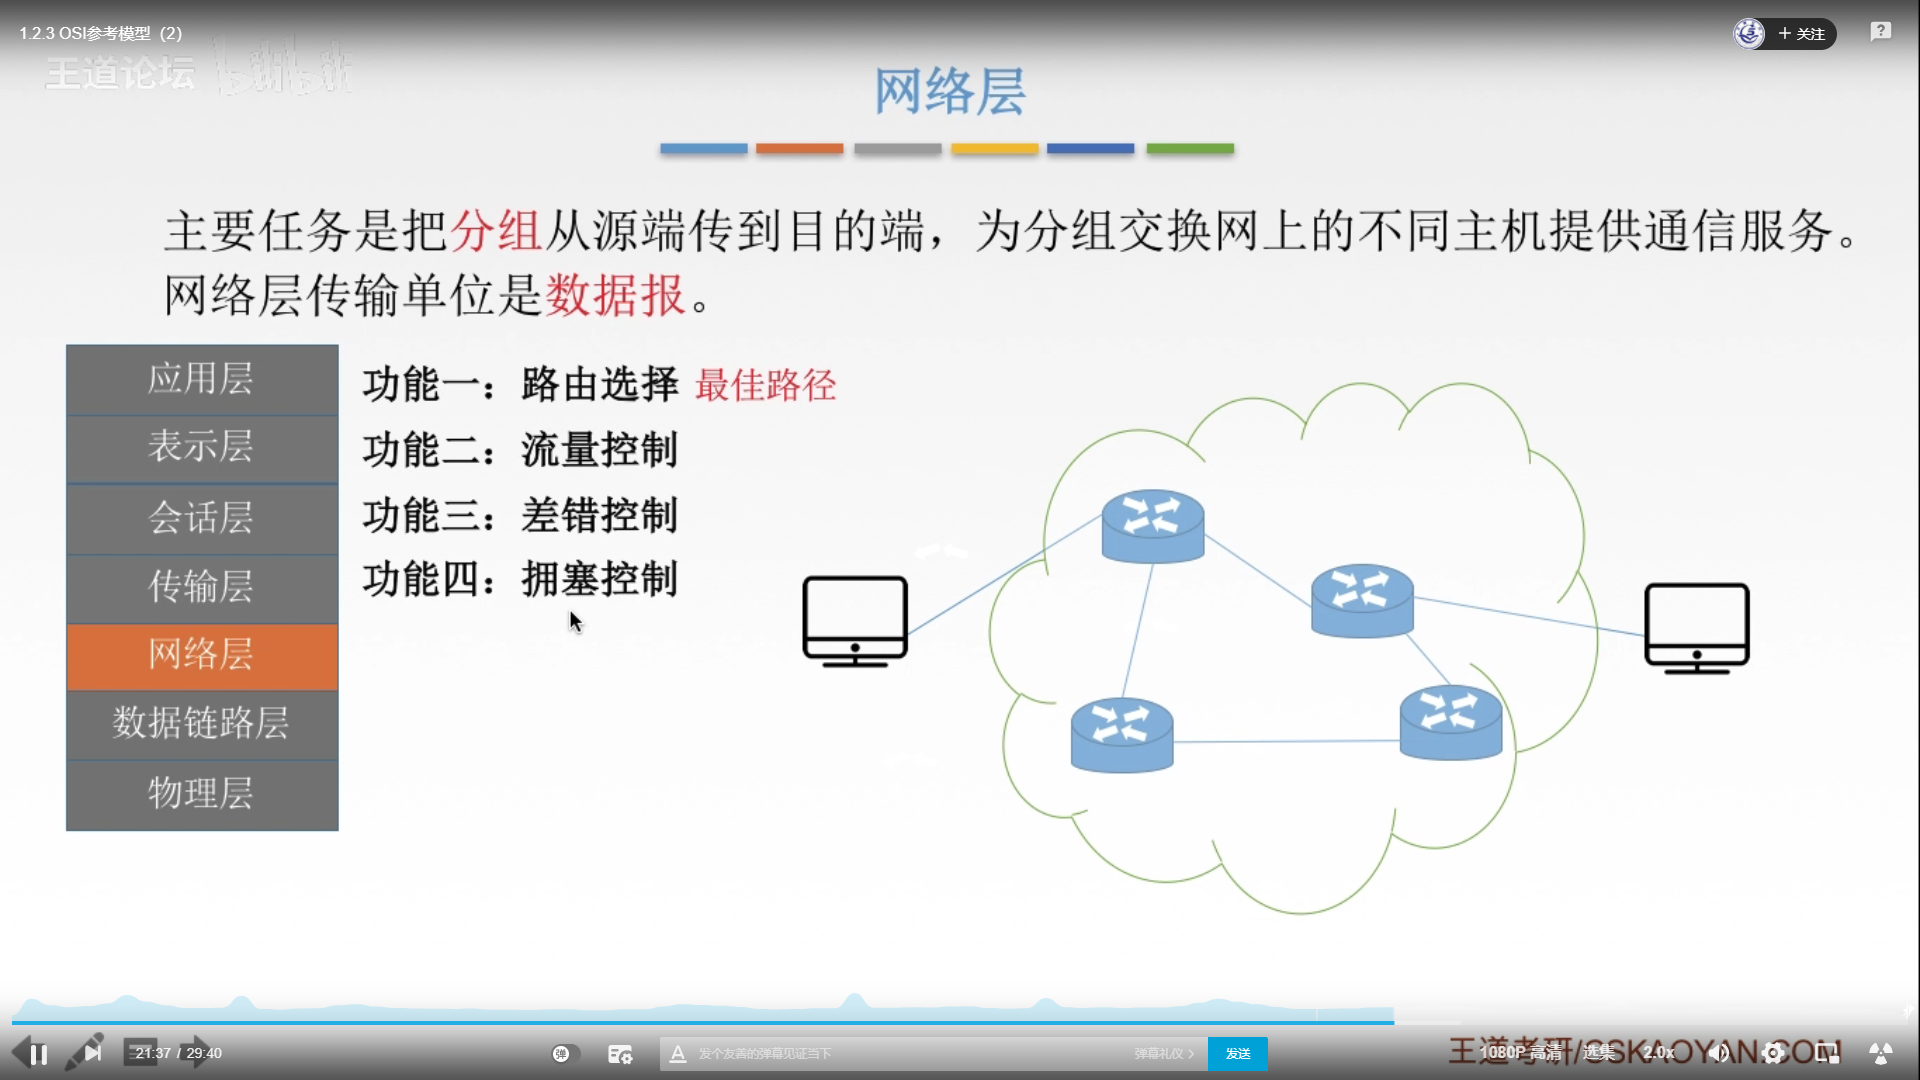 1.2.3 OSI参考模型（2）
+ 关注
王道论坛 bilibili
网络层
主要任务是把分组从源端传到目的端，为分组交换网上的不同主机提供通信服务。
网络层传输单位是数据报。
应用层
表示层
会话层
传输层
网络层
数据链路层
物理层
功能一：路由选择 最佳路径
功能二：流量控制
功能三：差错控制
功能四：拥塞控制
21:37 / 29:40
弹
发个友善的弹幕见证当下
弹幕礼仪 >
发送
王道考研/CSKAOYAN.COM
1080P 高清
选集
2.0x